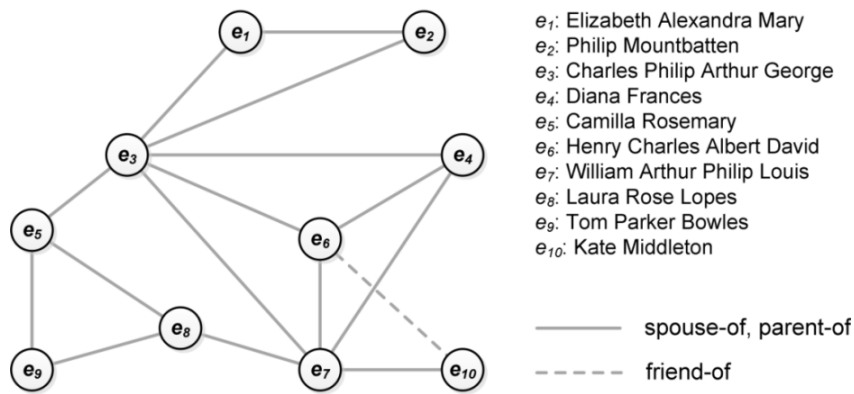 e1
e2
e3
e4
e5
e6
e7
e8
e9
e10
e1: Elizabeth Alexandra Mary
e2: Philip Mountbatten
e3: Charles Philip Arthur George
e4: Diana Frances
e5: Camilla Rosemary
e6: Henry Charles Albert David
e7: William Arthur Philip Louis
e8: Laura Rose Lopes
e9: Tom Parker Bowles
e10: Kate Middleton
spouse-of, parent-of
friend-of